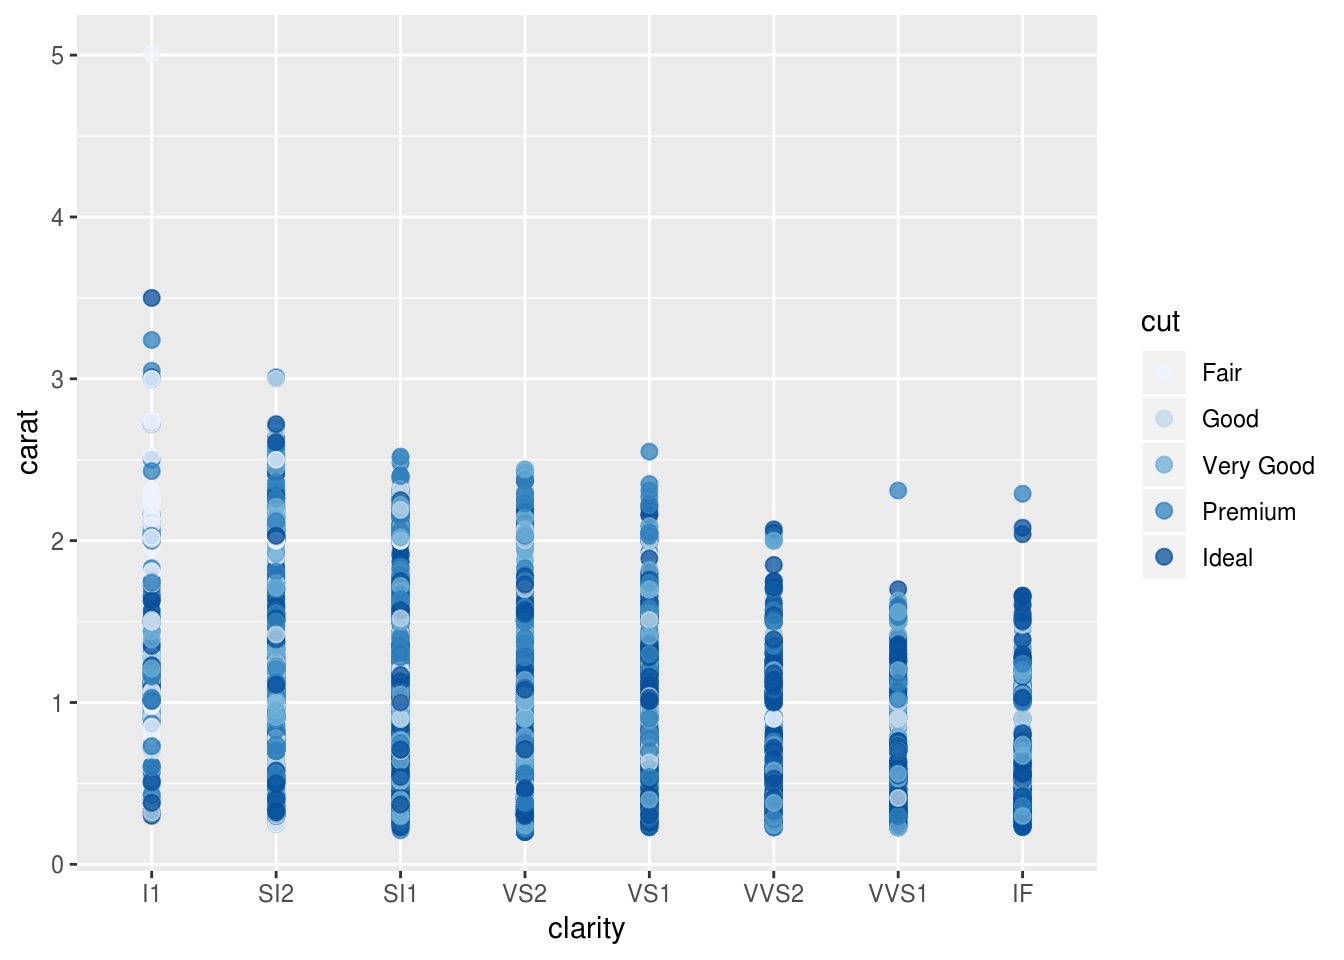 5
4
3
2
1
0
carat
I1 SI2 SI1 VS2 VS1 VVS2 VVS1 IF
clarity
cut
Fair
Good
Very Good
Premium
Ideal